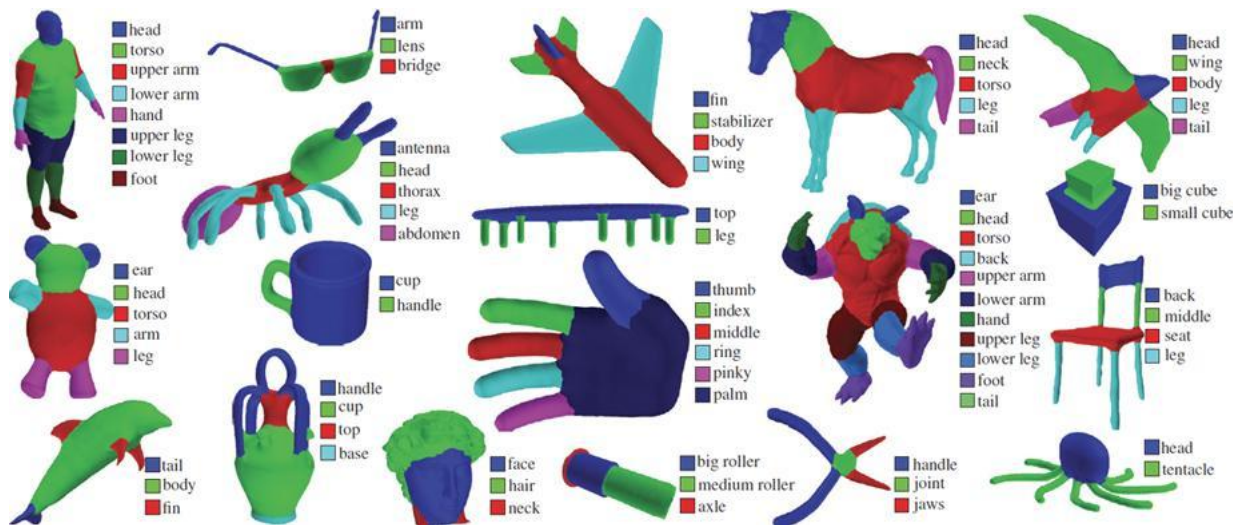 head
torso
upper arm
lower arm
hand
upper leg
lower leg
foot
arm
lens
bridge
fin
stabilizer
body
wing
head
neck
torso
leg
tail
head
wing
body
leg
tail
antenna
head
thorax
leg
abdomen
top
leg
ear
head
torso
back
upper arm
lower arm
hand
upper leg
lower leg
foot
tail
big cube
small cube
ear
head
torso
arm
leg
cup
handle
thumb
index
middle
ring
pinky
palm
back
middle
seat
leg
tail
body
fin
handle
cup
top
base
face
hair
neck
big roller
medium roller
axle
handle
joint
jaws
head
tentacle